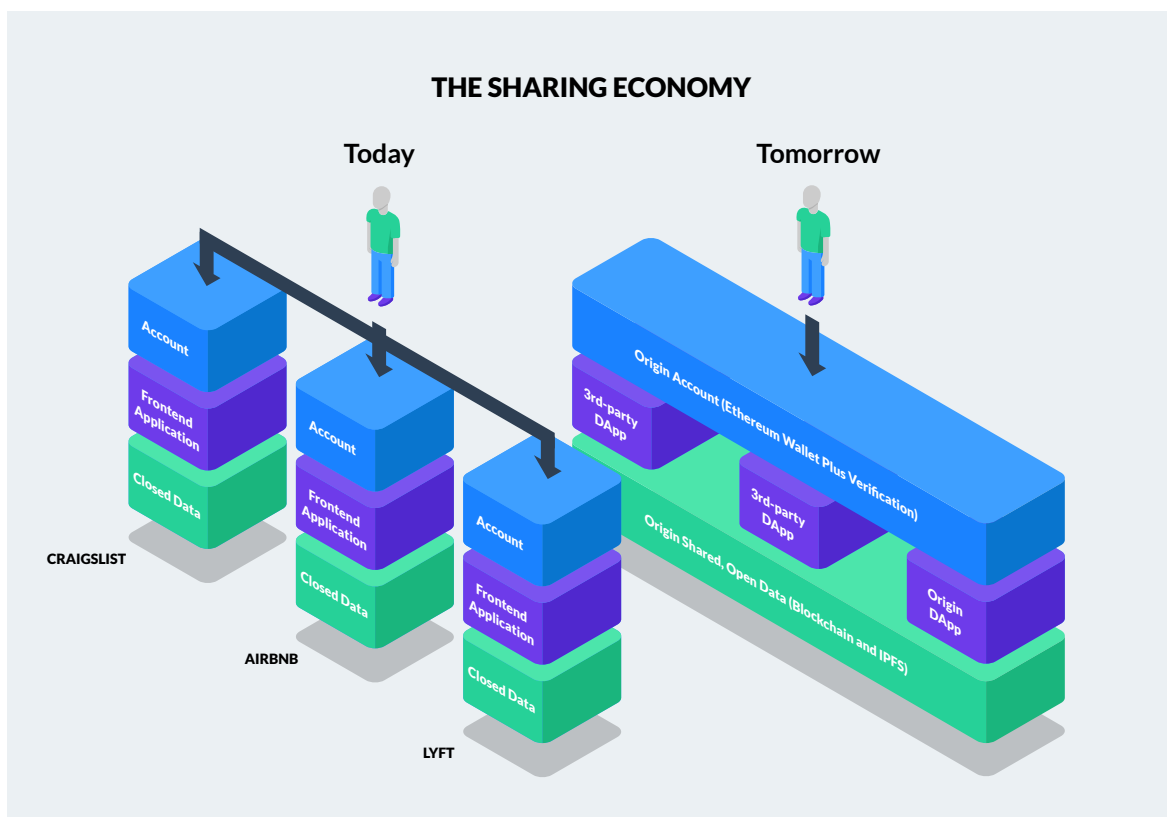 THE SHARING ECONOMY
Today
Tomorrow
Account
Frontend
Application
Closed Data
CRAIGSLIST
Account
Frontend
Application
Closed Data
AIRBNB
Account
Frontend
Application
Closed Data
LYFT
Origin Account (Ethereum Wallet Plus Verification)
3rd-party
DApp
3rd-party
DApp
Origin
DApp
Origin Shared, Open Data (Blockchain and IPFS)